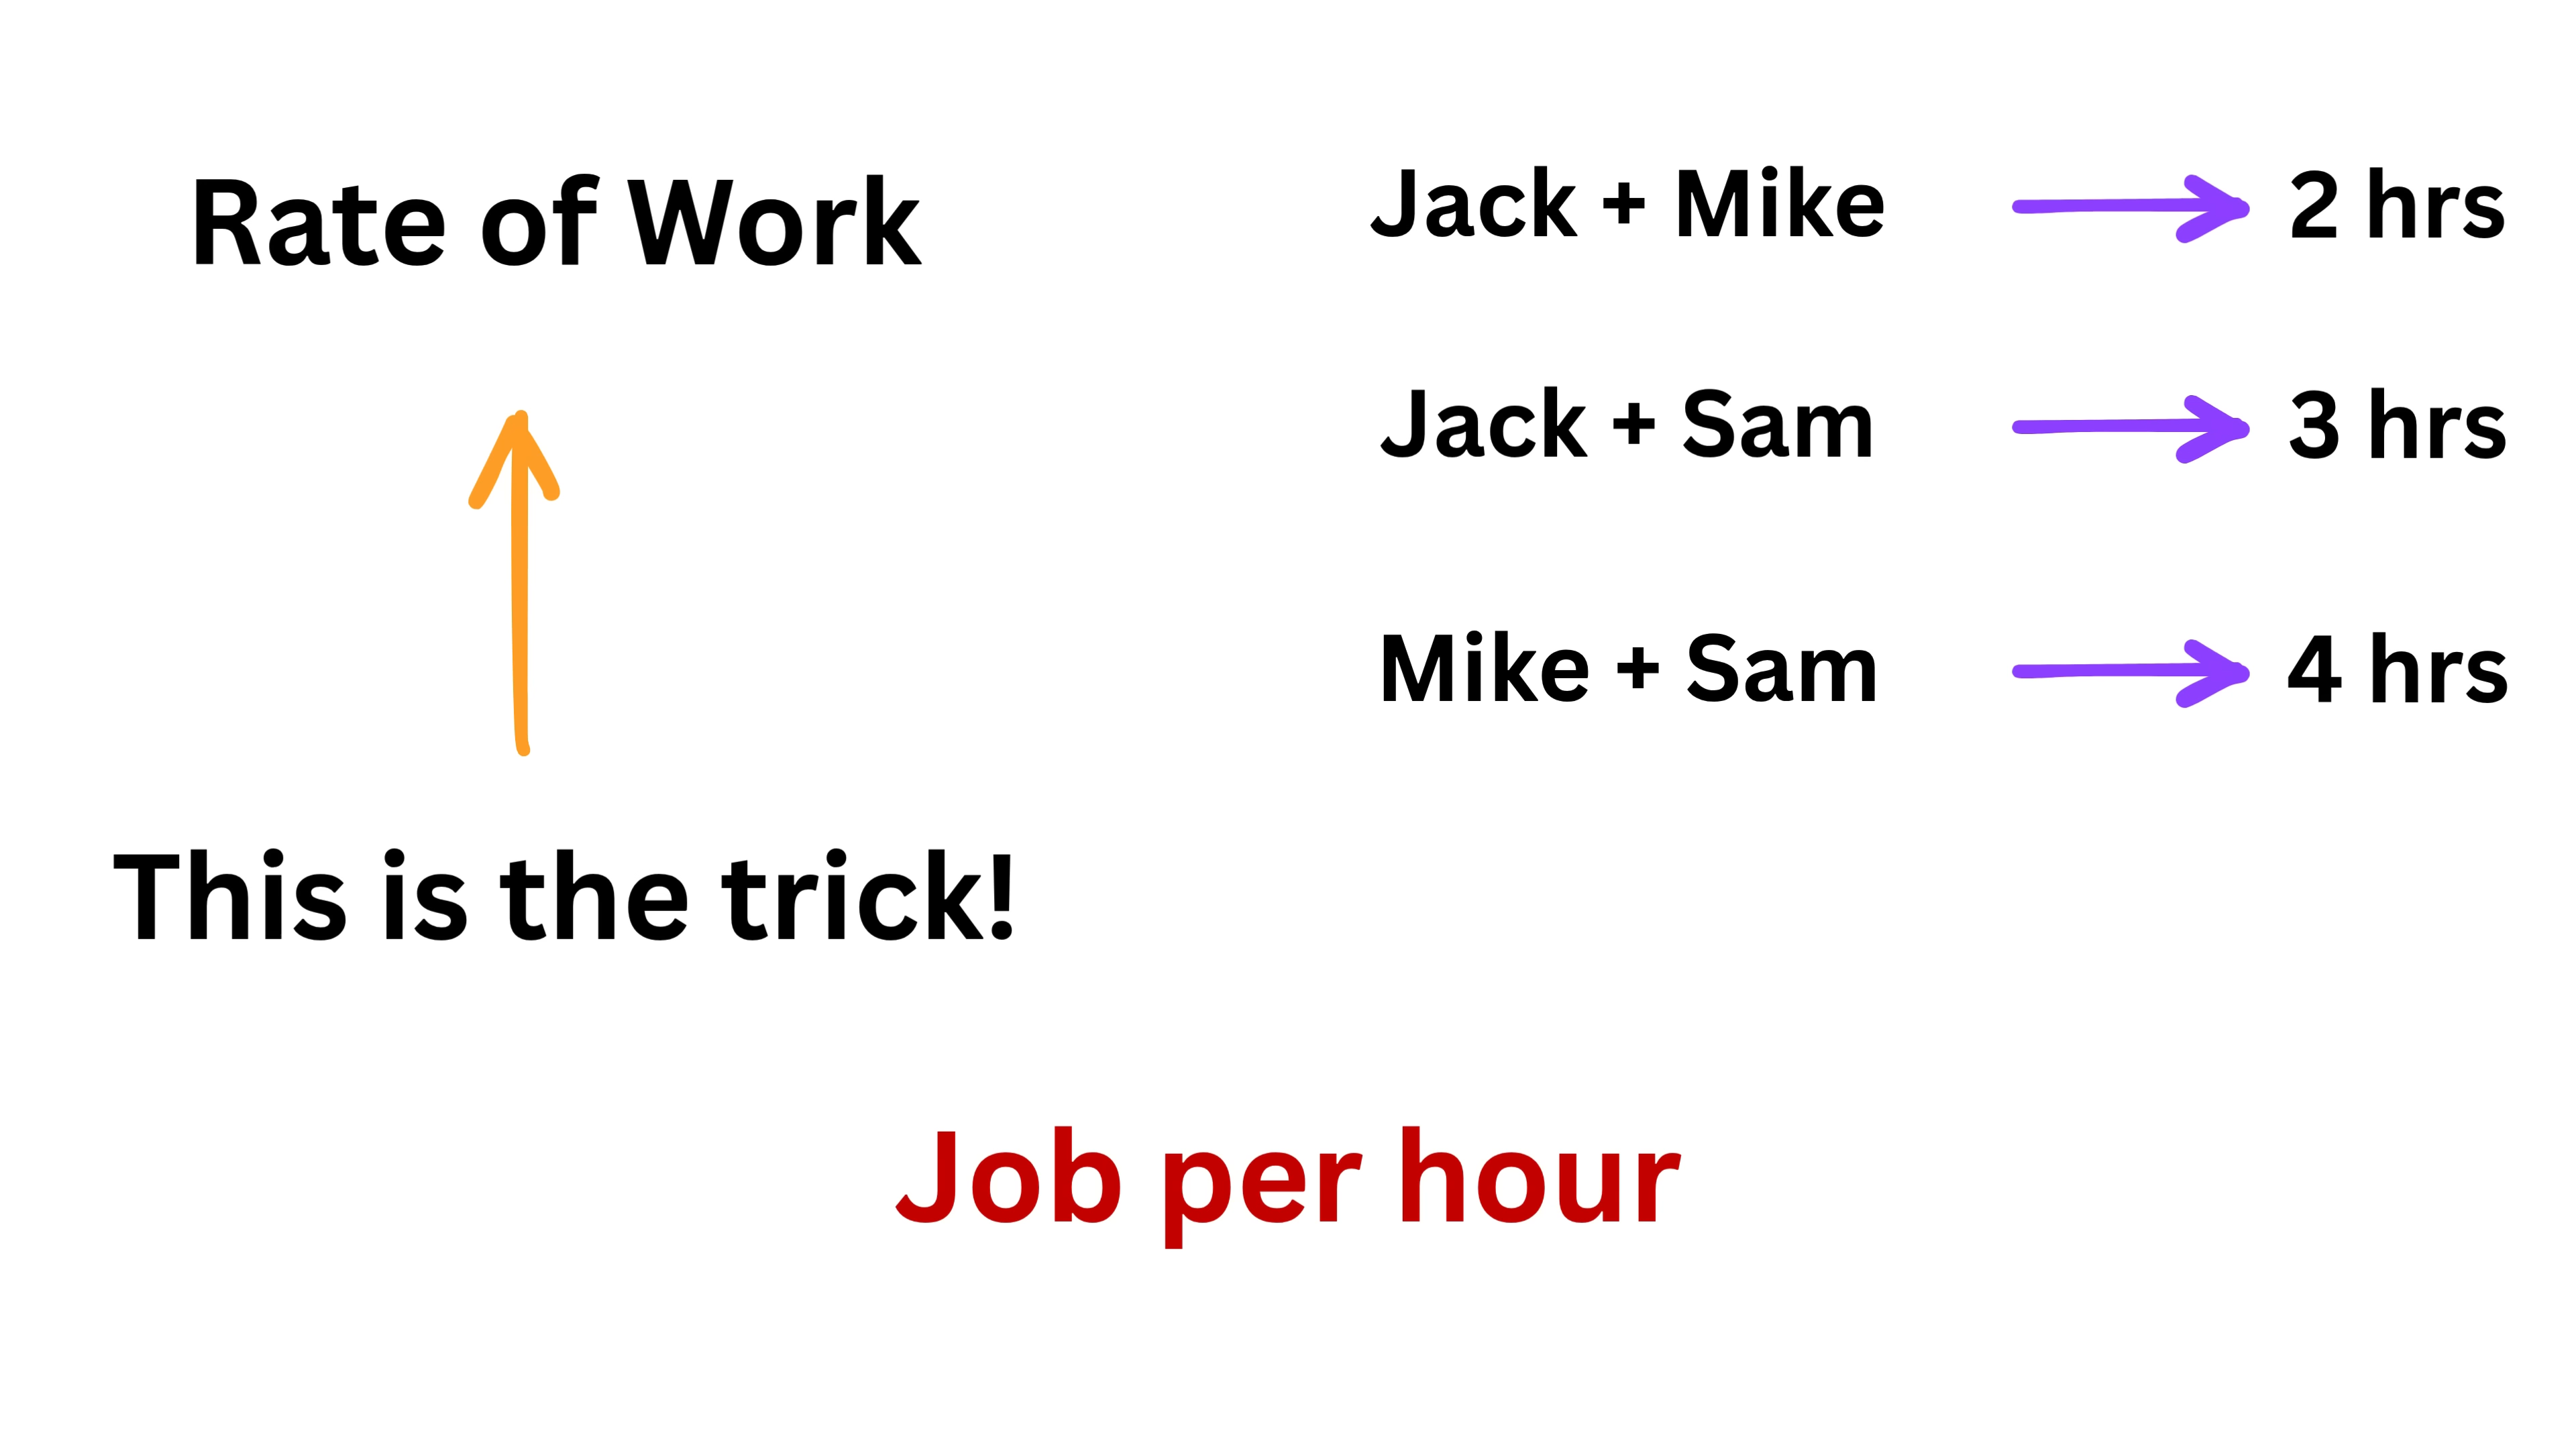 Rate of Work
This is the trick!
Jack + Mike 2 hrs
Jack + Sam 3 hrs
Mike + Sam 4 hrs
Job per hour